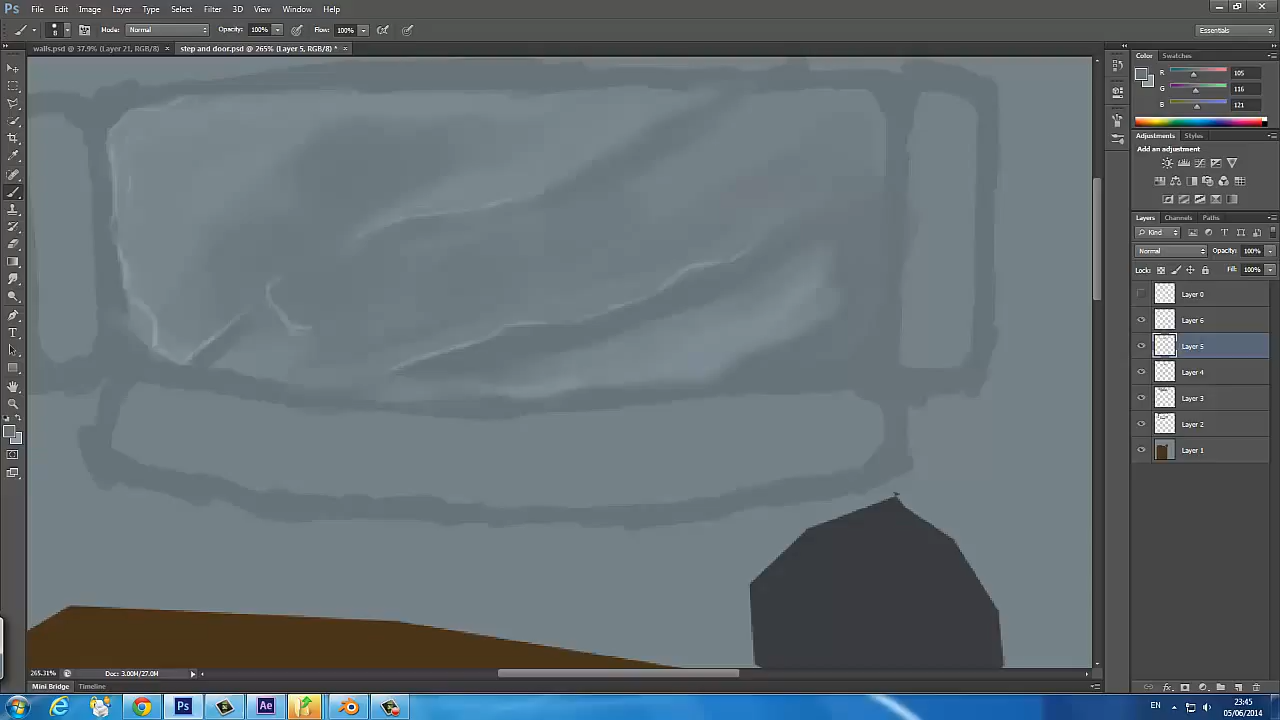 Ps File Edit Image Layer Type Select Filter 3D View Window Help
Mode: Normal Opacity: 100% Flow: 100% Essentials
walls.psd @ 37.9% (Layer 21, RGB/8) × step and door.psd @ 265% (Layer 5, RGB/8) * ×
Color Swatches
R 105
G 116
B 121
Adjustments Styles
Add an adjustment
Layers Channels Paths
Kind
Normal Opacity: 100%
Lock: Fill: 100%
Layer 0
Layer 6
Layer 5
Layer 4
Layer 3
Layer 2
Layer 1
265.31% Doc: 3.00M/27.0M
Mini Bridge Timeline
Ps Ae EN 23:45
05/06/2014